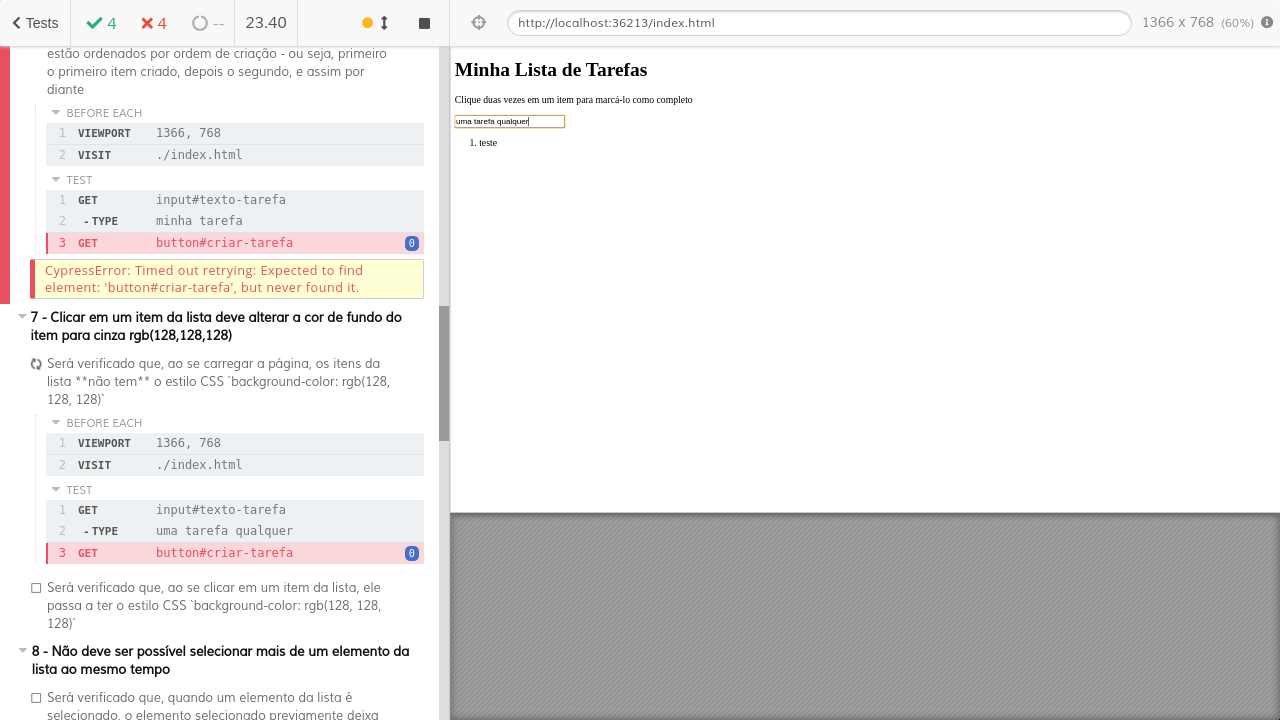 Tests
4
4
--
23.40
http://localhost:36213/index.html
1366 x 768 (60%)
estão ordenados por ordem de criação - ou seja, primeiro
o primeiro item criado, depois o segundo, e assim por
diante
BEFORE EACH
1 VIEWPORT 1366, 768
2 VISIT ./index.html
TEST
1 GET input#texto-tarefa
2 -TYPE minha tarefa
3 GET button#criar-tarefa 0
CypressError: Timed out retrying: Expected to find
element: 'button#criar-tarefa', but never found it.
7 - Clicar em um item da lista deve alterar a cor de fundo do
item para cinza rgb(128,128,128)
Será verificado que, ao se carregar a página, os itens da
lista **não tem** o estilo CSS `background-color: rgb(128,
128, 128)`
BEFORE EACH
1 VIEWPORT 1366, 768
2 VISIT ./index.html
TEST
1 GET input#texto-tarefa
2 -TYPE uma tarefa qualquer
3 GET button#criar-tarefa 0
Será verificado que, ao se clicar em um item da lista, ele
passa a ter o estilo CSS `background-color: rgb(128, 128,
128)`
8 - Não deve ser possível selecionar mais de um elemento da
lista ao mesmo tempo
Será verificado que, quando um elemento da lista é
selecionado, o elemento selecionado previamente deixa
Minha Lista de Tarefas
Clique duas vezes em um item para marcá-lo como completo
uma tarefa qualquer
1. teste